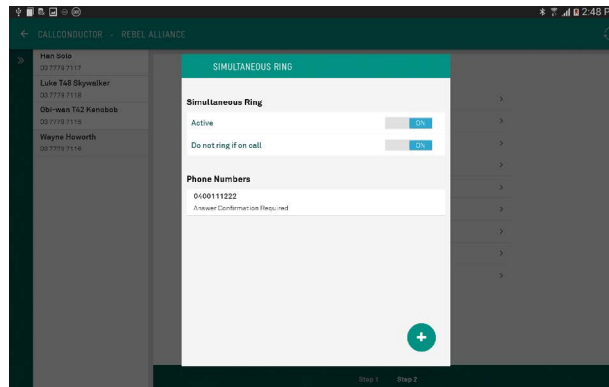 2:48 P
CALLCONDUCTOR - REBEL ALLIANCE
Han Solo
03 7779 7117
Luke T46 Skywalker
03 7779 7118
Obi-wan T42 Kenobob
03 7779 7115
Wayne Howorth
03 7779 7116
SIMULTANEOUS RING
Simultaneous Ring
Active ON
Do not ring if on call ON
Phone Numbers
0400111222
Answer Confirmation Required
Step 1 Step 2